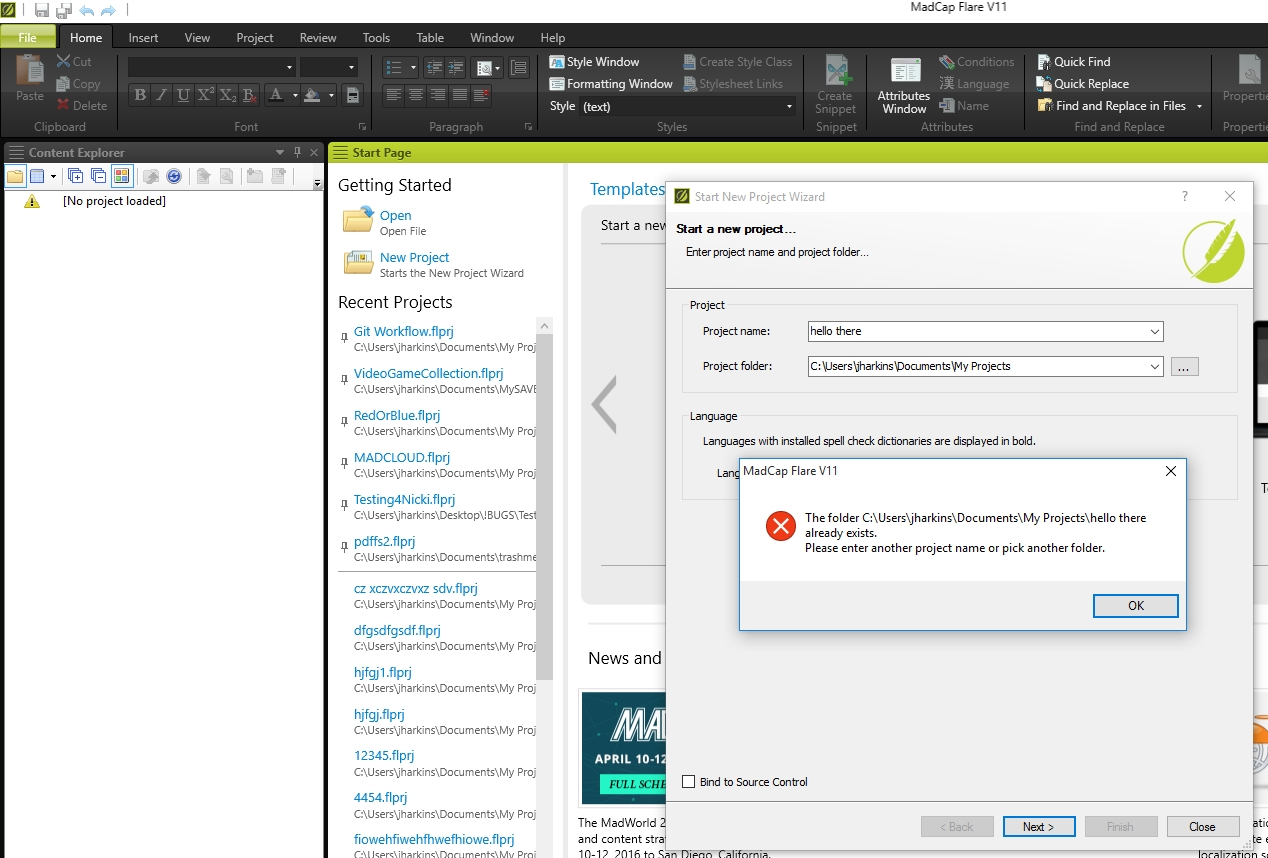 MadCap Flare V11
File
Home
Insert
View
Project
Review
Tools
Table
Window
Help
Paste
Cut
Copy
Delete
Clipboard
B I U X² X₂ B
A
Font
Paragraph
Style Window
Formatting Window
Style (text)
Create Style Class
Stylesheet Links
Styles
Create
Snippet
Snippet
Attributes
Window
Conditions
漢 Language
Name
Attributes
Quick Find
Quick Replace
Find and Replace in Files
Find and Replace
Properti
Properti
Content Explorer
[No project loaded]
Start Page
Getting Started
Open
Open File
New Project
Starts the New Project Wizard
Recent Projects
Git Workflow.flprj
C:\Users\jharkins\Documents\My Proj
VideoGameCollection.flprj
C:\Users\jharkins\Documents\MySAVE
RedOrBlue.flprj
C:\Users\jharkins\Documents\My Proj
MADCLOUD.flprj
C:\Users\jharkins\Documents\My Proj
Testing4Nicki.flprj
C:\Users\jharkins\Desktop\!BUGS\Test
pdffs2.flprj
C:\Users\jharkins\Documents\trashme
cz xczvxczvxz sdv.flprj
C:\Users\jharkins\Documents\My Proj
dfgsdfgsdf.flprj
C:\Users\jharkins\Documents\My Proj
hjfgj1.flprj
C:\Users\jharkins\Documents\My Proj
hjfgj.flprj
C:\Users\jharkins\Documents\My Proj
12345.flprj
C:\Users\jharkins\Documents\My Proj
4454.flprj
C:\Users\jharkins\Documents\My Proj
fiowehfiwehfhwefhiowe.flprj
C:\Users\jharkins\Documents\My Proj
Templates
Start a new
News and
MA
APRIL 10-12
FULL SCHE
The MadWorld 2
and content stra
10-12, 2016 to San Diego, California.
Start New Project Wizard
?
Start a new project...
Enter project name and project folder...
Project
Project name:
hello there
Project folder:
C:\Users\jharkins\Documents\My Projects
...
Language
Languages with installed spell check dictionaries are displayed in bold.
Lang
MadCap Flare V11
The folder C:\Users\jharkins\Documents\My Projects\hello there
already exists.
Please enter another project name or pick another folder.
OK
Bind to Source Control
< Back
Next >
Finish
Close
localization s